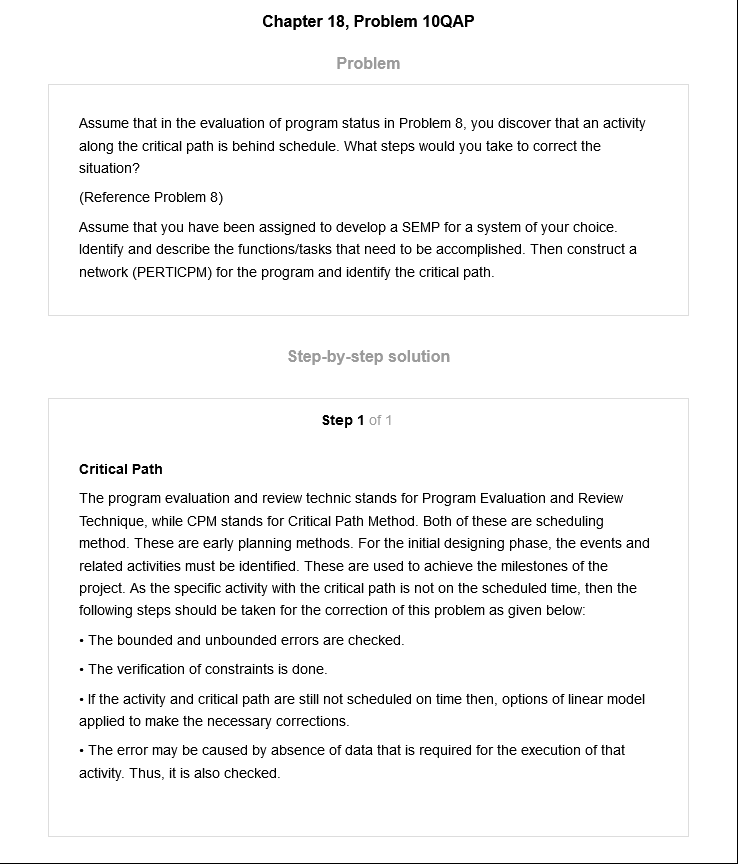 Chapter 18, Problem 10QAP
Problem
Assume that in the evaluation of program status in Problem 8, you discover that an activity
along the critical path is behind schedule. What steps would you take to correct the
situation?
(Reference Problem 8)
Assume that you have been assigned to develop a SEMP for a system of your choice.
Identify and describe the functions/tasks that need to be accomplished. Then construct a
network (PERTICPM) for the program and identify the critical path.
Step-by-step solution
Step 1 of 1
Critical Path
The program evaluation and review technic stands for Program Evaluation and Review
Technique, while CPM stands for Critical Path Method. Both of these are scheduling
method. These are early planning methods. For the initial designing phase, the events and
related activities must be identified. These are used to achieve the milestones of the
project. As the specific activity with the critical path is not on the scheduled time, then the
following steps should be taken for the correction of this problem as given below:
• The bounded and unbounded errors are checked.
• The verification of constraints is done.
• If the activity and critical path are still not scheduled on time then, options of linear model
applied to make the necessary corrections.
• The error may be caused by absence of data that is required for the execution of that
activity. Thus, it is also checked.